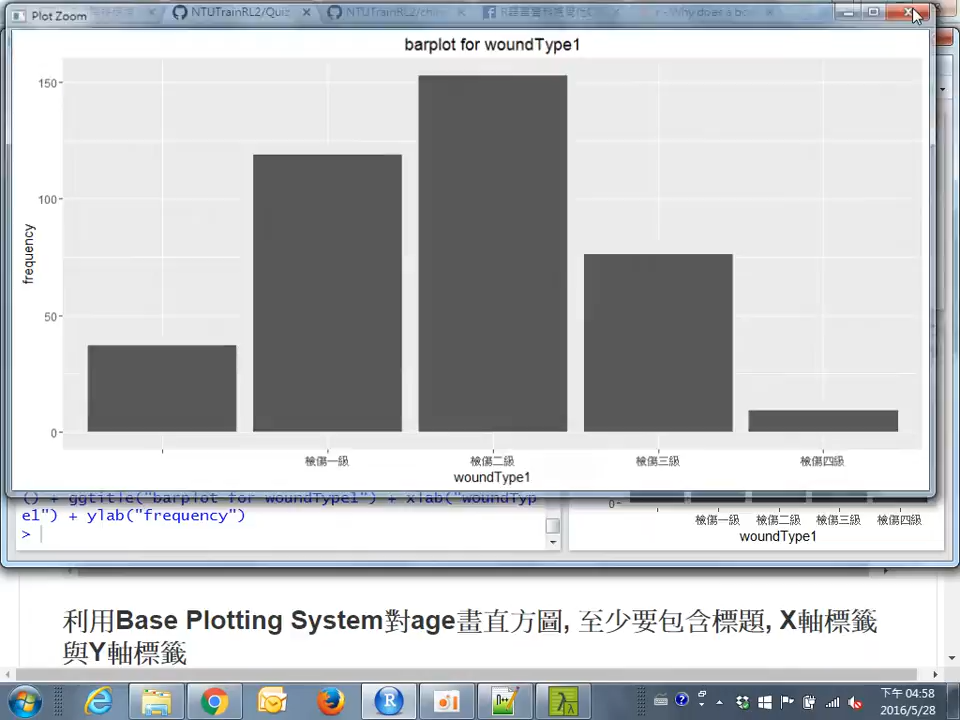 Plot Zoom
NTUTrainRL2/Quiz
NTUTrainRL2/chi
barplot for woundType1
150
100
50
0
frequency
檢傷一級
檢傷二級
檢傷三級
檢傷四級
woundType1
() + ggtitle("barplot for woundType1") + xlab("woundTyp
e1") + ylab("frequency")
>
0
檢傷一級
檢傷二級
檢傷三級
檢傷四級
woundType1
利用Base Plotting System對age畫直方圖, 至少要包含標題, X軸標籤
與Y軸標籤
下午 04:58
2016/5/28